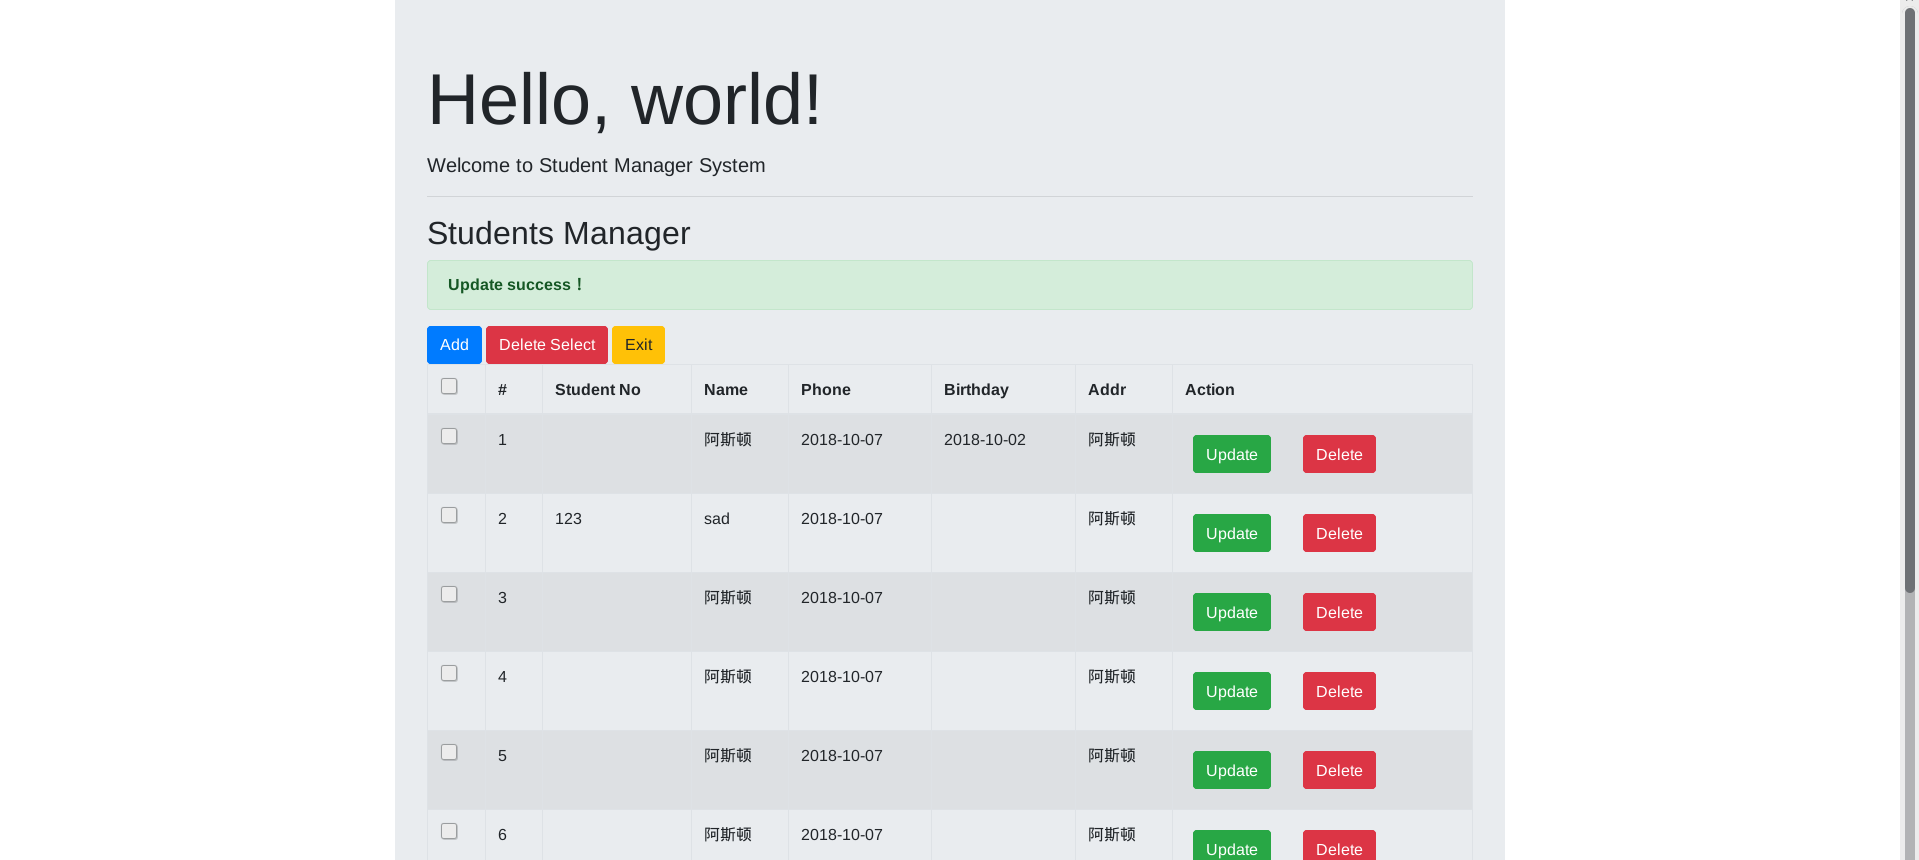 Hello, world!
Welcome to Student Manager System
Students Manager
Update success！
Add Delete Select Exit
# Student No Name Phone Birthday Addr Action
1 阿斯顿 2018-10-07 2018-10-02 阿斯顿 Update Delete
2 123 sad 2018-10-07 阿斯顿 Update Delete
3 阿斯顿 2018-10-07 阿斯顿 Update Delete
4 阿斯顿 2018-10-07 阿斯顿 Update Delete
5 阿斯顿 2018-10-07 阿斯顿 Update Delete
6 阿斯顿 2018-10-07 阿斯顿 Update Delete